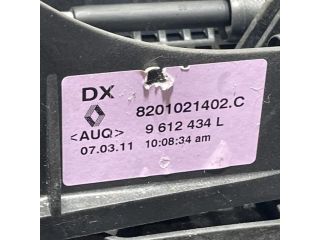 DX
8201021402.C
<AUQ> 9 612 434 L
07.03.11 10:08:34 am